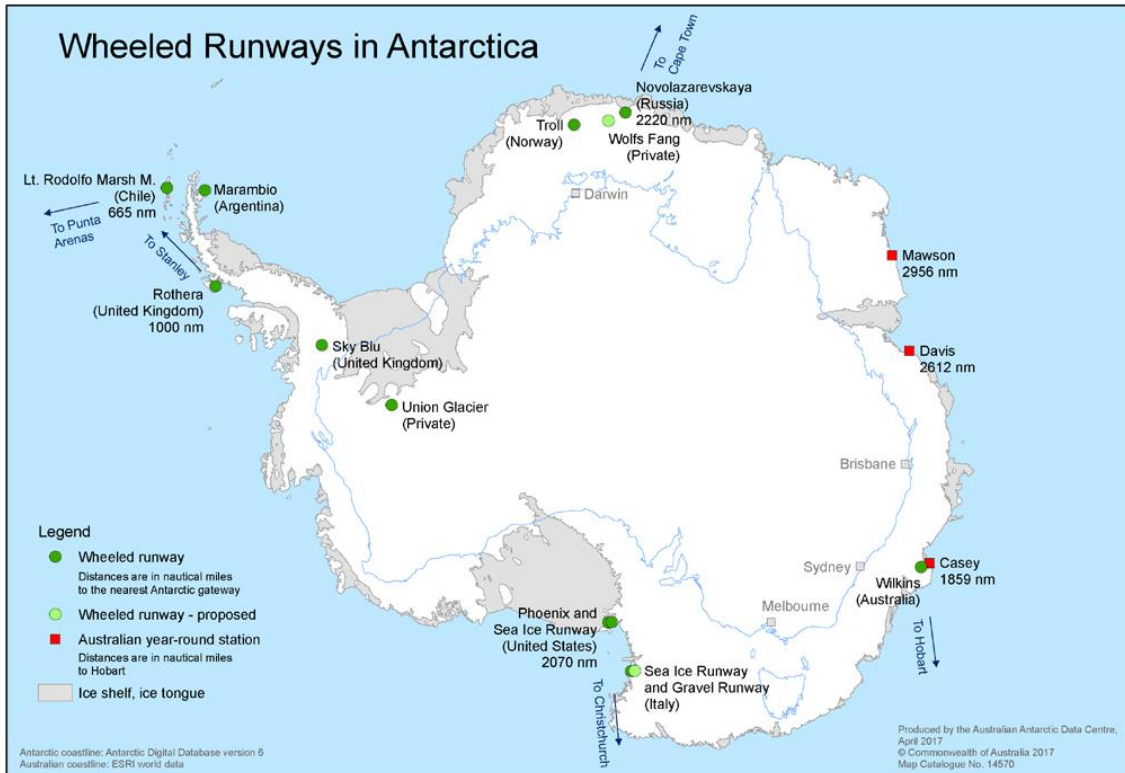 Wheeled Runways in Antarctica
To
Cape Town
Novolazarevskaya
(Russia)
2220 nm
Troll
(Norway)
Wolfs Fang
(Private)
Lt. Rodolfo Marsh M.
(Chile)
665 nm
Marambio
(Argentina)
To Punta
Arenas
To Stanley
Darwin
Mawson
2956 nm
Rothera
(United Kingdom)
1000 nm
Sky Blu
(United Kingdom)
Davis
2612 nm
Union Glacier
(Private)
Brisbane
Legend
Wheeled runway
Distances are in nautical miles
to the nearest Antarctic gateway
Wheeled runway - proposed
Australian year-round station
Distances are in nautical miles
to Hobart
Ice shelf, ice tongue
Sydney
Casey
1859 nm
Wilkins
(Australia)
Melbourne
Phoenix and
Sea Ice Runway
(United States)
2070 nm
To Hobart
Sea Ice Runway
and Gravel Runway
(Italy)
To Christchurch
Antarctic coastline: Antarctic Digital Database version 6
Australian coastline: ESRI world data
Produced by the Australian Antarctic Data Centre,
April 2017
© Commonwealth of Australia 2017
Map Catalogue No. 14570